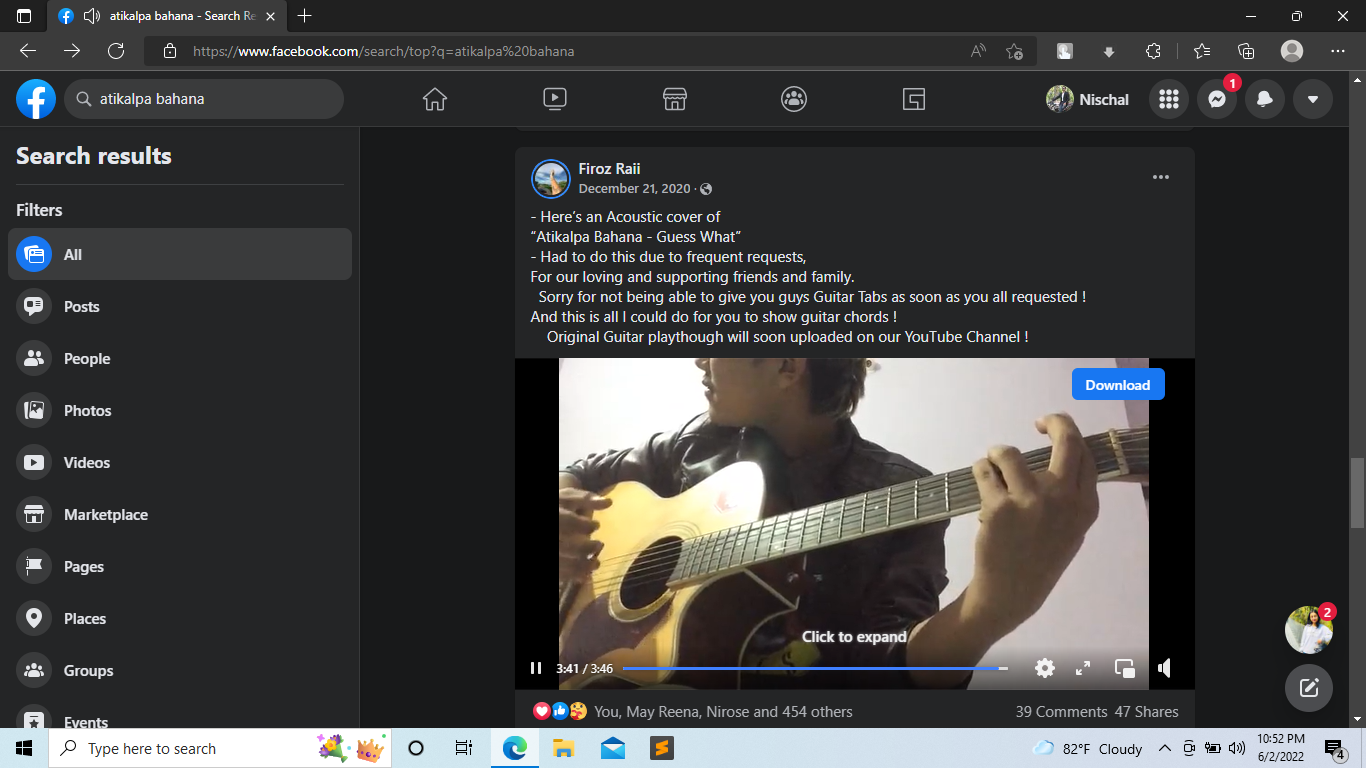 atikalpa bahana - Search Re
https://www.facebook.com/search/top?q=atikalpa%20bahana
atikalpa bahana
Nischal
1
Search results
Filters
All
Posts
People
Photos
Videos
Marketplace
Pages
Places
Groups
Events
Firoz Raii
December 21, 2020 ·
- Here's an Acoustic cover of
“Atikalpa Bahana - Guess What”
- Had to do this due to frequent requests,
For our loving and supporting friends and family.
Sorry for not being able to give you guys Guitar Tabs as soon as you all requested !
And this is all I could do for you to show guitar chords !
Original Guitar playthough will soon uploaded on our YouTube Channel !
Download
Click to expand
3:41 / 3:46
You, May Reena, Nirose and 454 others
39 Comments 47 Shares
2
Type here to search
82°F Cloudy
10:52 PM
6/2/2022
4